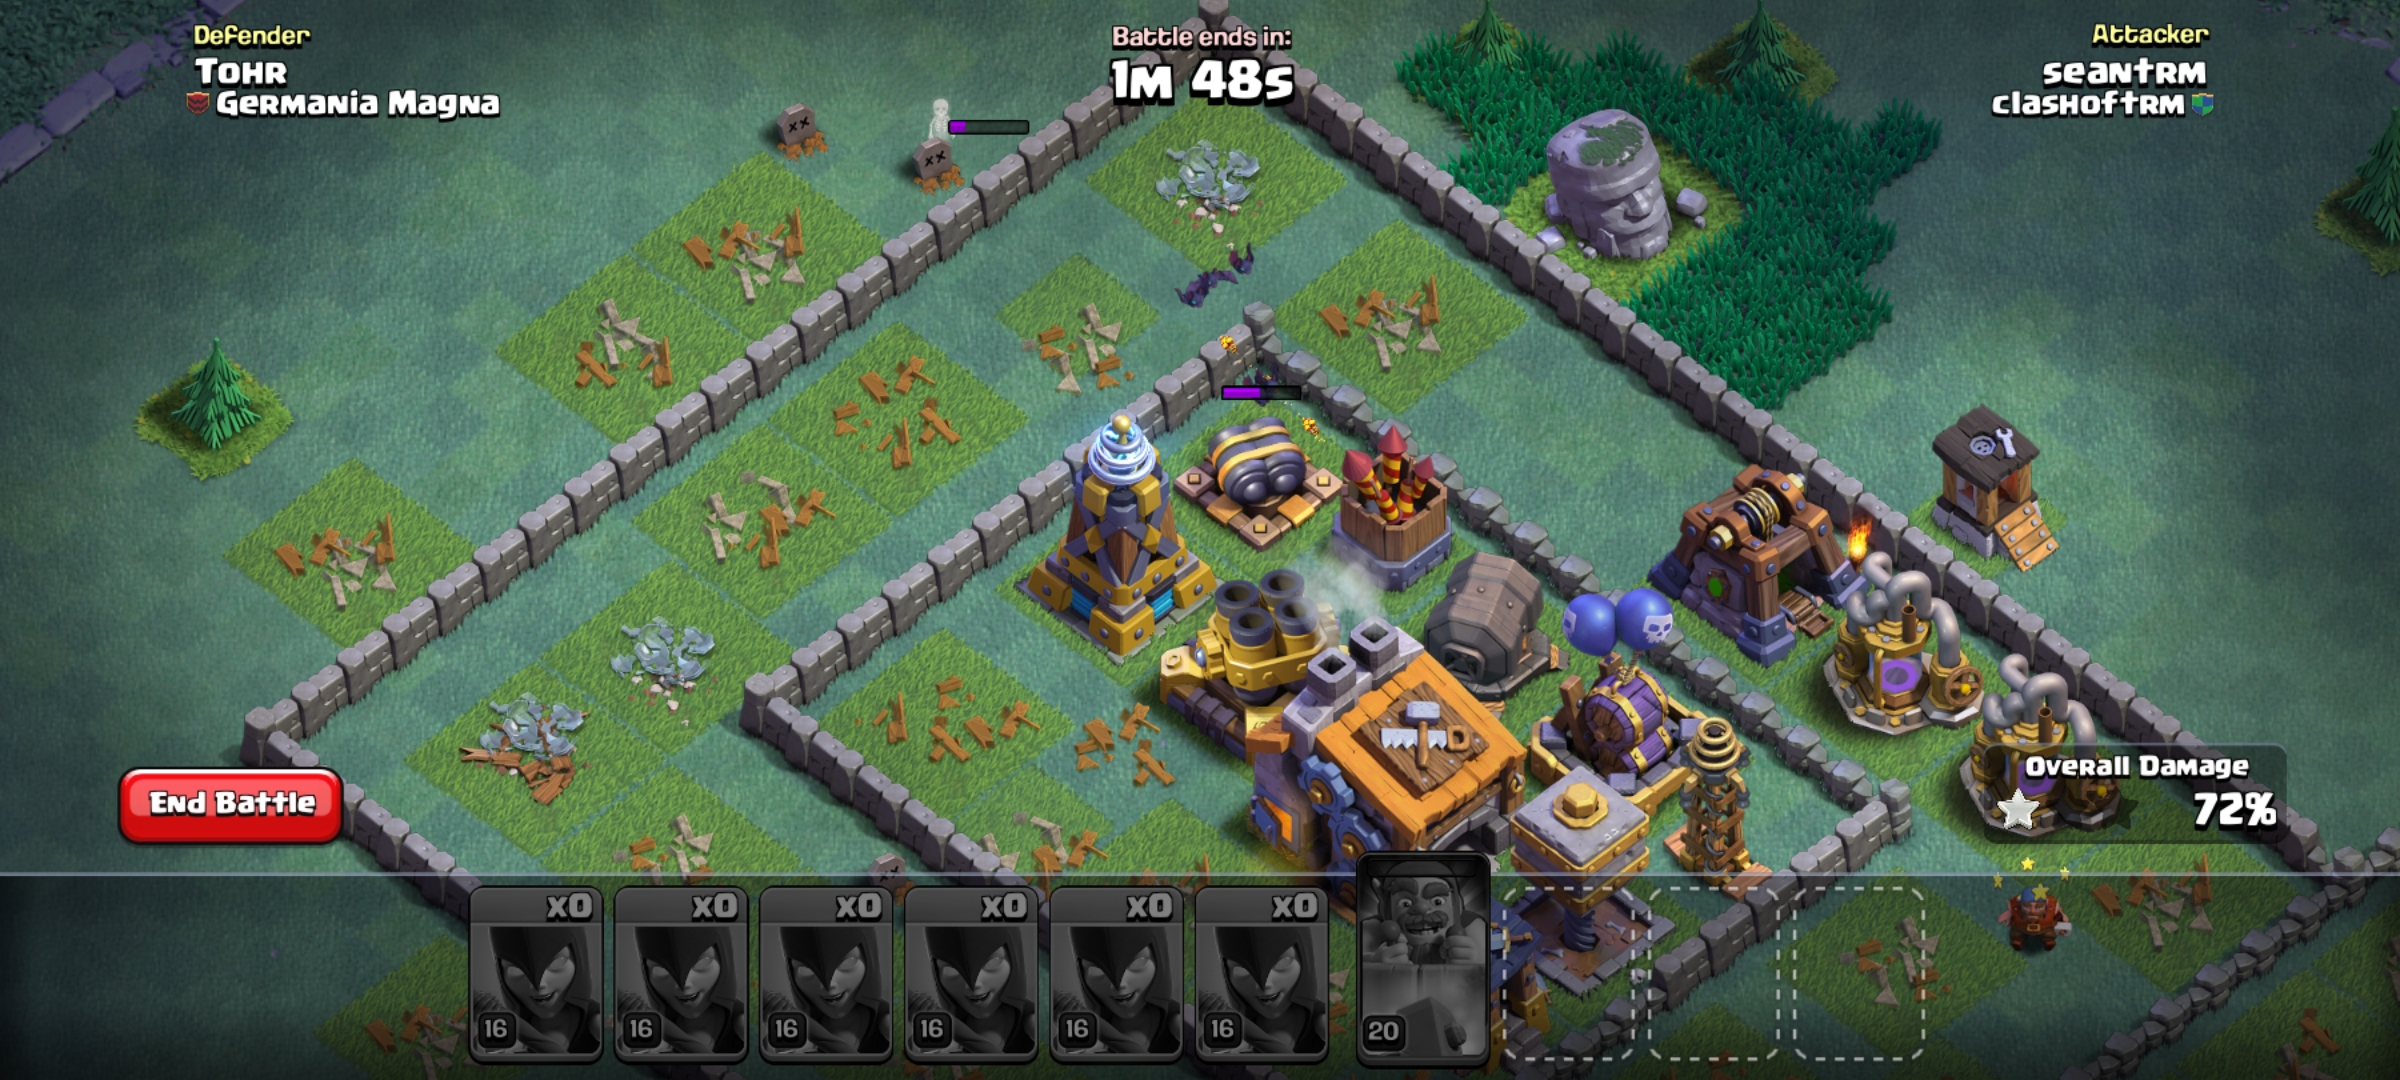 Defender
Tohr
Germania Magna
Battle ends in:
1M 48s
Attacker
seantRM
clashoftRM
End Battle
Overall Damage
72%
x0
x0
x0
x0
x0
x0
16
16
16
16
16
16
20